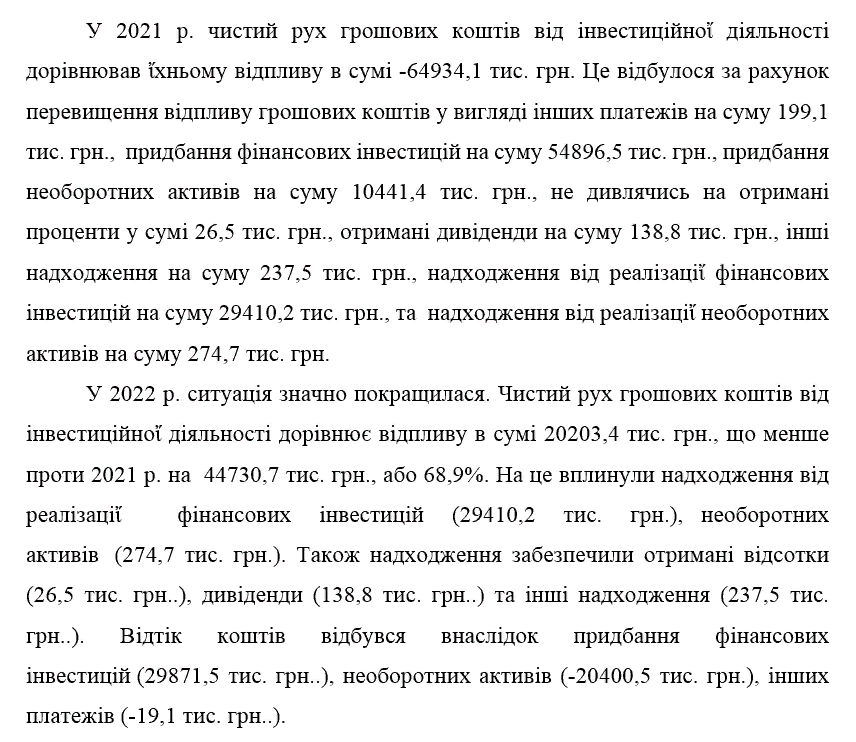 У 2021 р. чистий рух грошових коштів від інвестиційної діяльності
дорівнював їхньому відпливу в сумі -64934,1 тис. грн. Це відбулося за рахунок
перевищення відпливу грошових коштів у вигляді інших платежів на суму 199,1
тис. грн.,  придбання фінансових інвестицій на суму 54896,5 тис. грн., придбання
необоротних активів на суму 10441,4 тис. грн., не дивлячись на отримані
проценти у сумі 26,5 тис. грн., отримані дивіденди на суму 138,8 тис. грн., інші
надходження на суму 237,5 тис. грн., надходження від реалізації фінансових
інвестицій на суму 29410,2 тис. грн., та  надходження від реалізації необоротних
активів на суму 274,7 тис. грн.
У 2022 р. ситуація значно покращилася. Чистий рух грошових коштів від
інвестиційної діяльності дорівнює відпливу в сумі 20203,4 тис. грн., що менше
проти 2021 р. на  44730,7 тис. грн., або 68,9%. На це вплинули надходження від
реалізації фінансових інвестицій (29410,2 тис. грн.), необоротних
активів  (274,7 тис. грн.). Також надходження забезпечили отримані відсотки
(26,5 тис. грн..), дивіденди (138,8 тис. грн..) та інші надходження (237,5 тис.
грн..). Відтік коштів відбувся внаслідок придбання фінансових
інвестицій (29871,5 тис. грн..), необоротних активів (-20400,5 тис. грн.), інших
платежів (-19,1 тис. грн..).